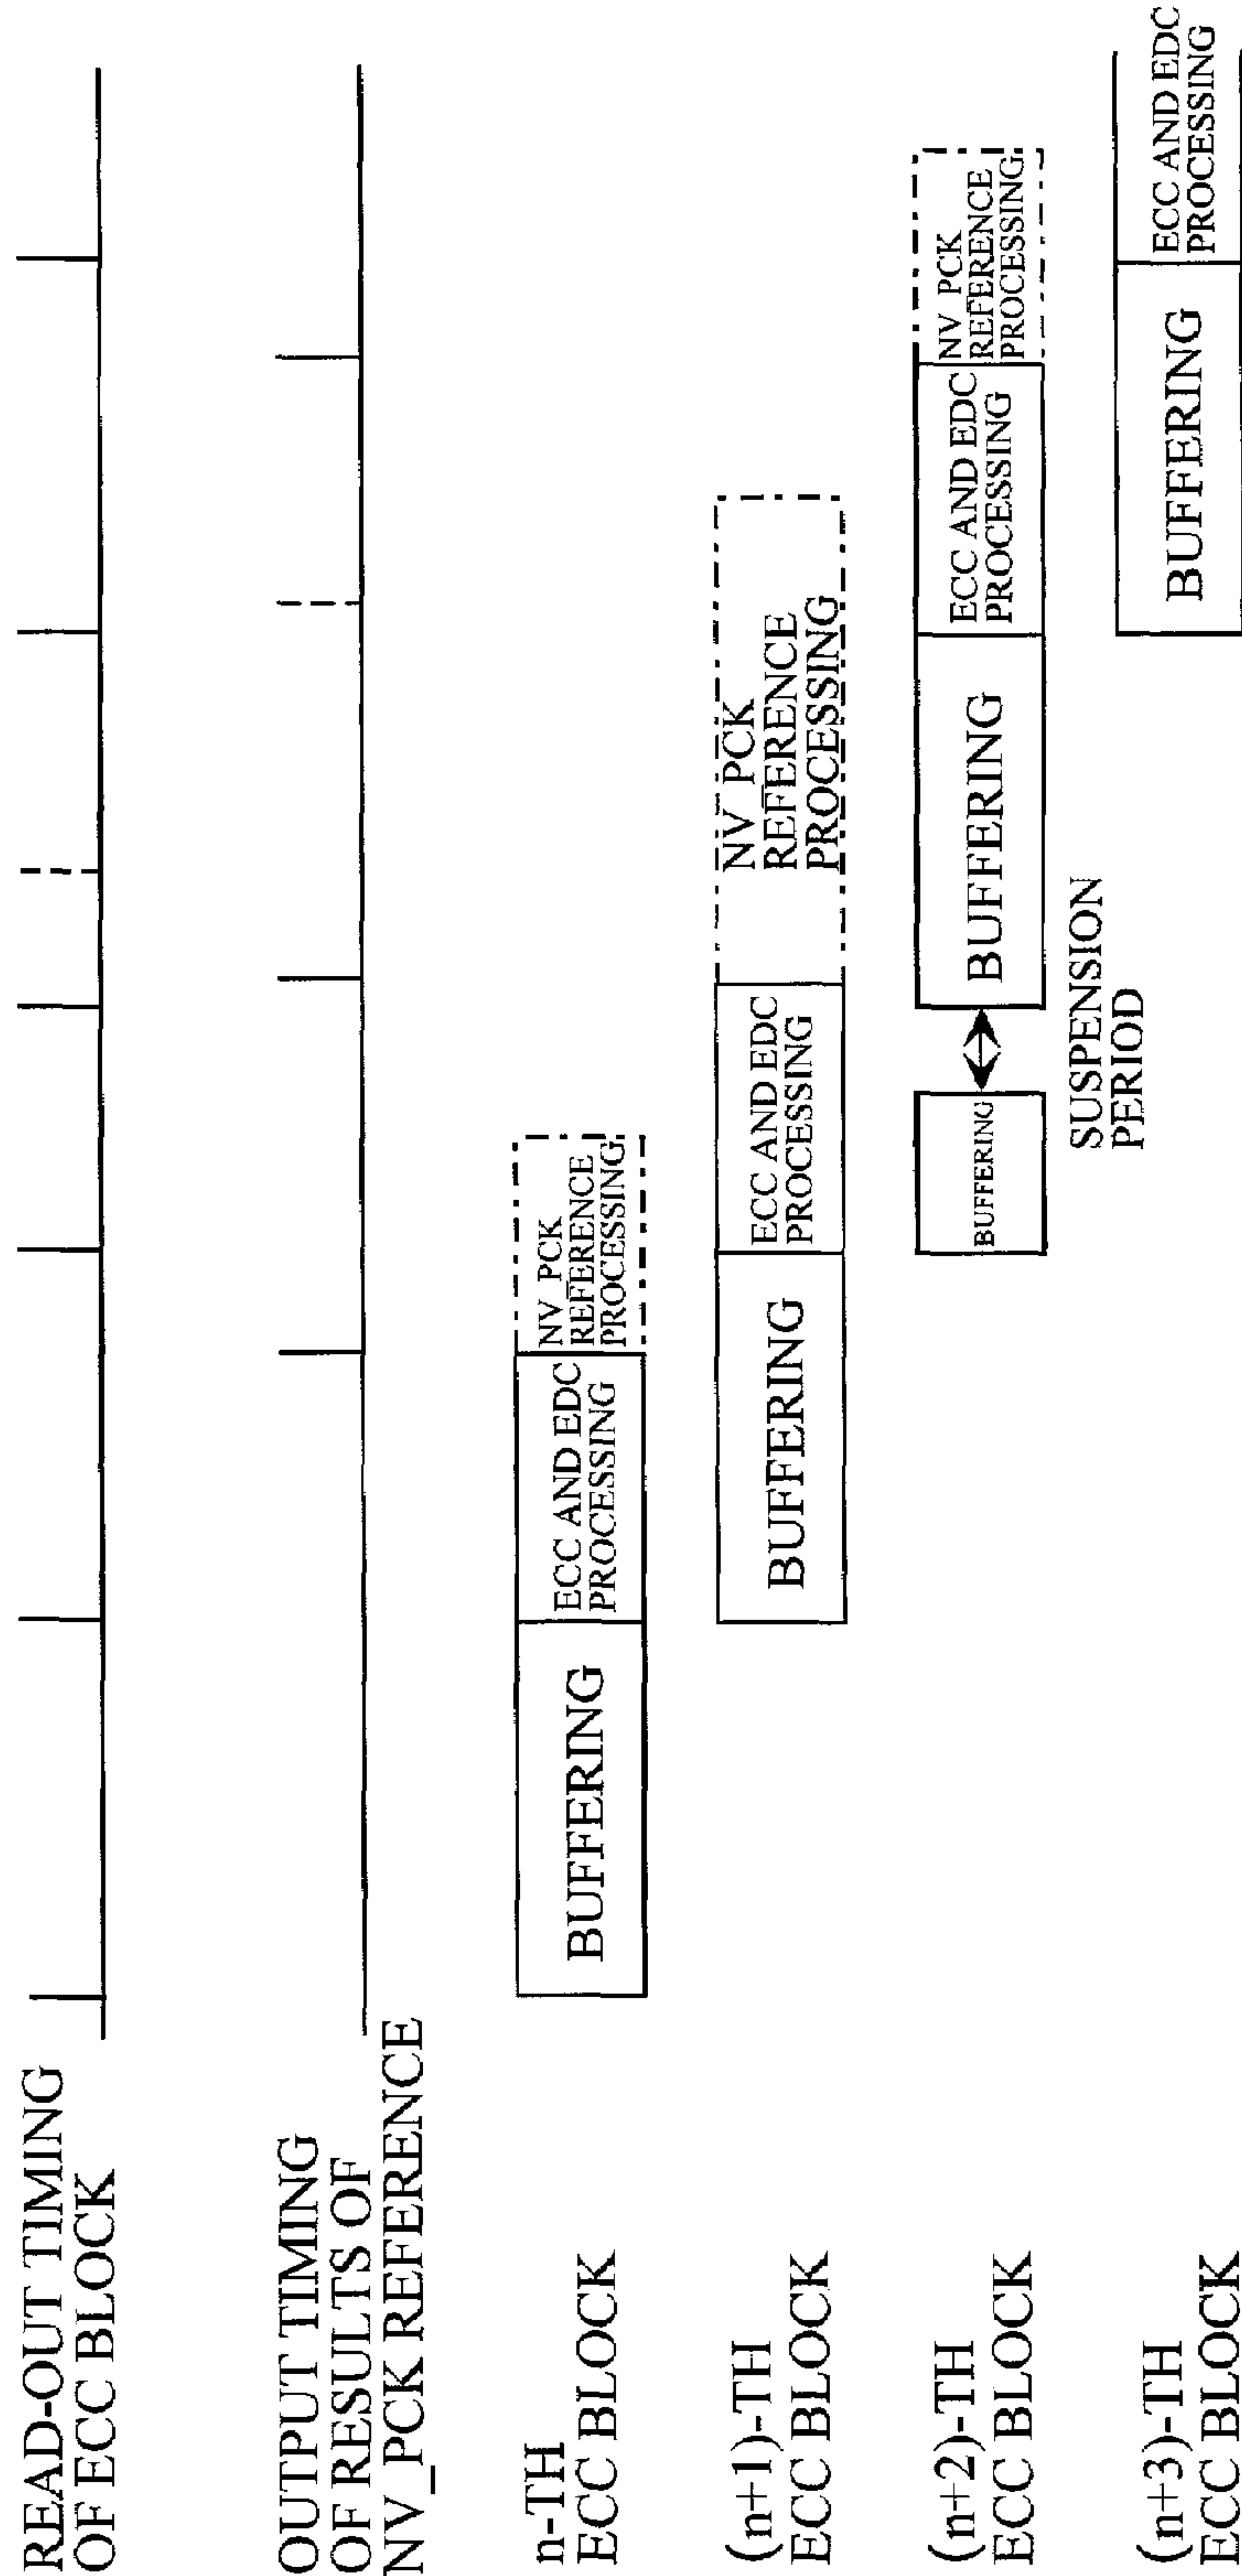 READ-OUT TIMING
OF ECC BLOCK
OUTPUT TIMING
OF RESULTS OF
NV_PCK REFERENCE
n-TH
ECC BLOCK
BUFFERING
ECC AND EDC
PROCESSING
NV_PCK
REFERENCE
PROCESSING
(n+1)-TH
ECC BLOCK
BUFFERING
ECC AND EDC
PROCESSING
NV_PCK
REFERENCE
PROCESSING
(n+2)-TH
ECC BLOCK
BUFFERING
BUFFERING
ECC AND EDC
PROCESSING
NV_PCK
REFERENCE
PROCESSING
SUSPENSION
PERIOD
(n+3)-TH
ECC BLOCK
BUFFERING
ECC AND EDC
PROCESSING